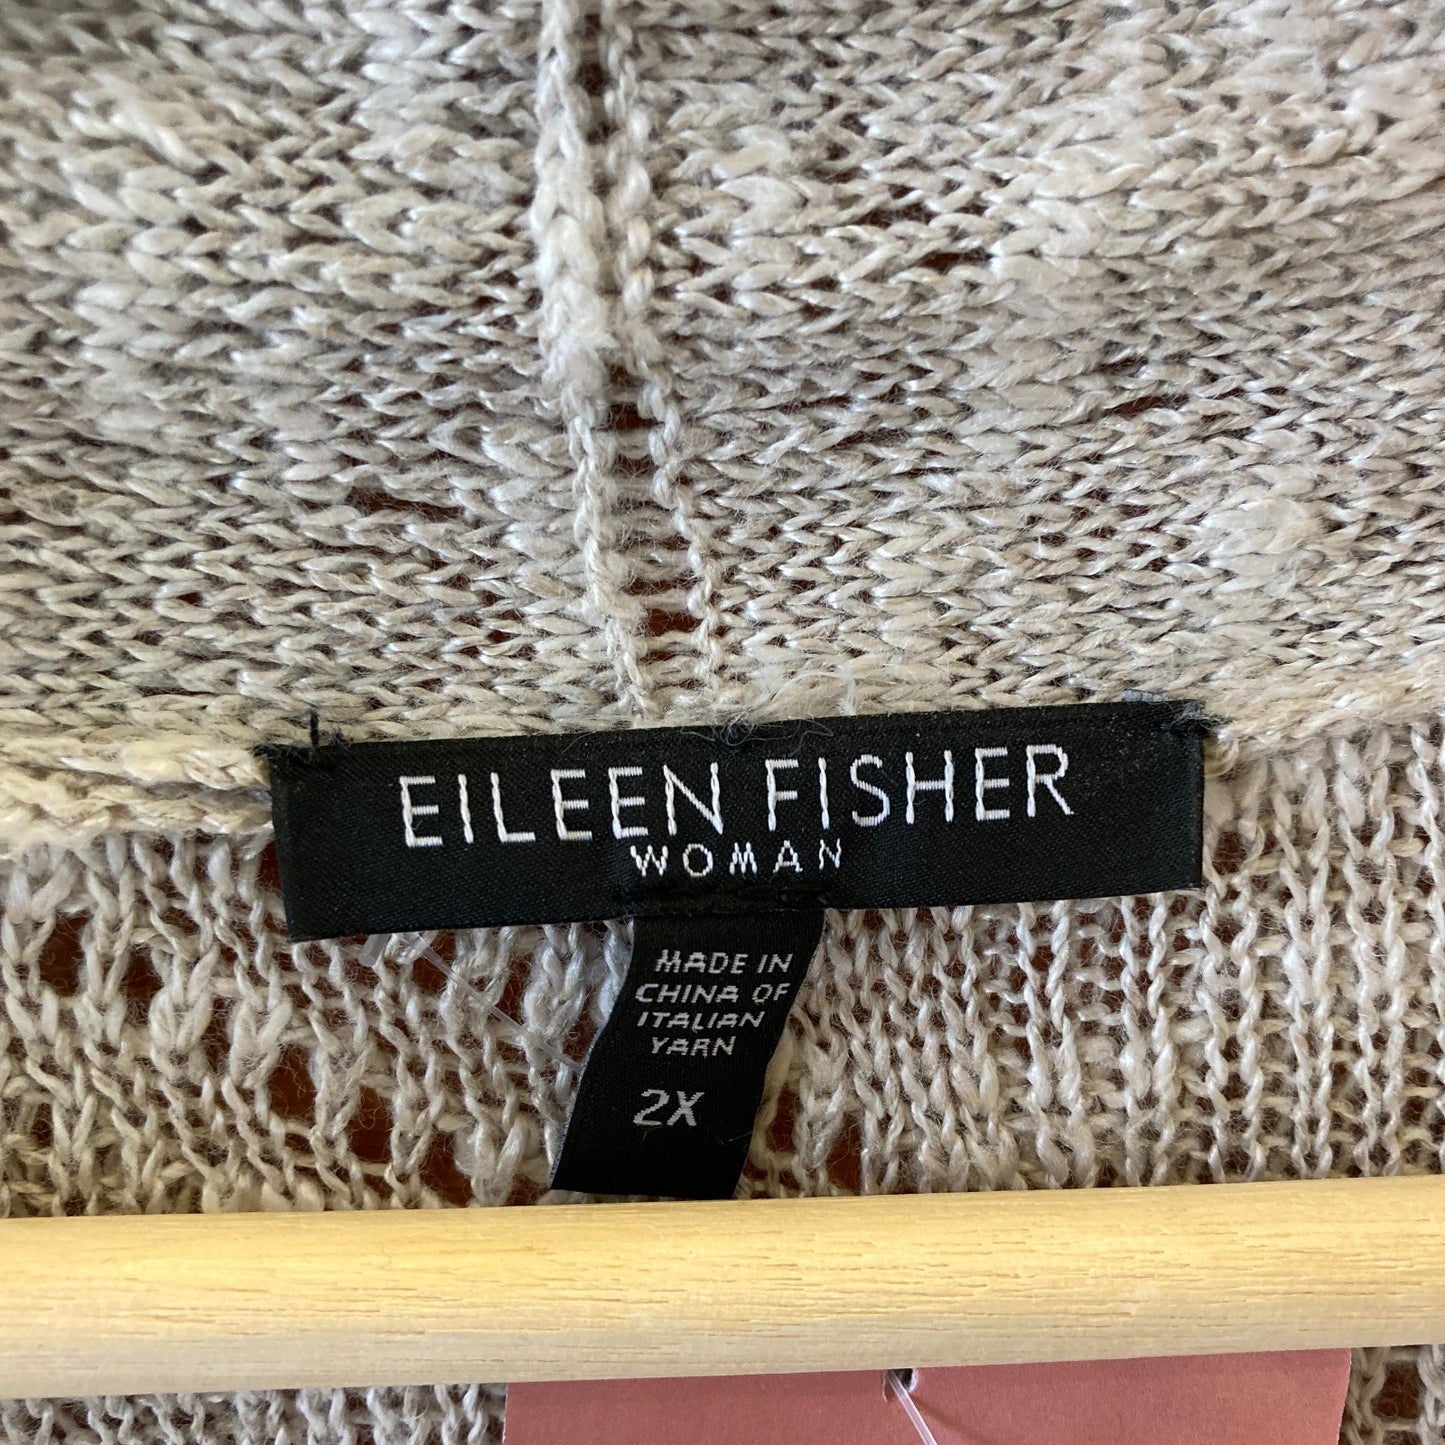 EILEEN FISHER
WOMAN
MADE IN
CHINA OF
ITALIAN
YARN
2X